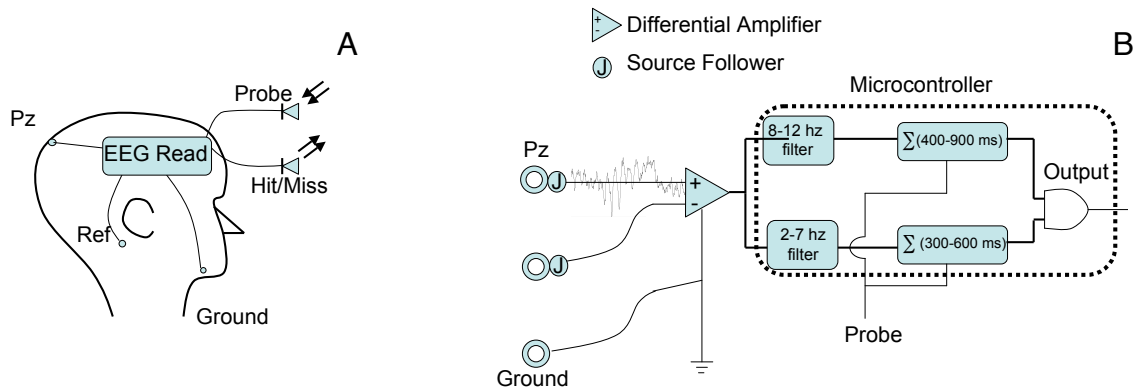 A
Probe
Pz
EEG Read
Hit/Miss
Ref
Ground
+
-
Differential Amplifier
J
Source Follower
B
Microcontroller
8-12 hz
filter
∑(400-900 ms)
Pz
J
+
-
Output
J
2-7 hz
filter
∑ (300-600 ms)
Probe
Ground